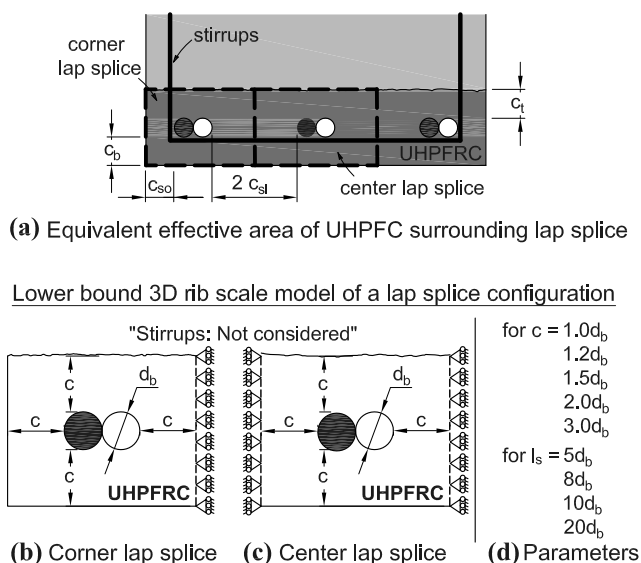 corner
lap splice
stirrups
c_t
c_b
c_so
2 c_sl
UHPFRC
center lap splice
(a) Equivalent effective area of UHPFC surrounding lap splice
Lower bound 3D rib scale model of a lap splice configuration
"Stirrups: Not considered"
c
d_b
c
c
c
UHPFRC
c
d_b
c
c
UHPFRC
(b) Corner lap splice
(c) Center lap splice
for c = 1.0d_b
1.2d_b
1.5d_b
2.0d_b
3.0d_b
for l_s = 5d_b
8d_b
10d_b
20d_b
(d) Parameters